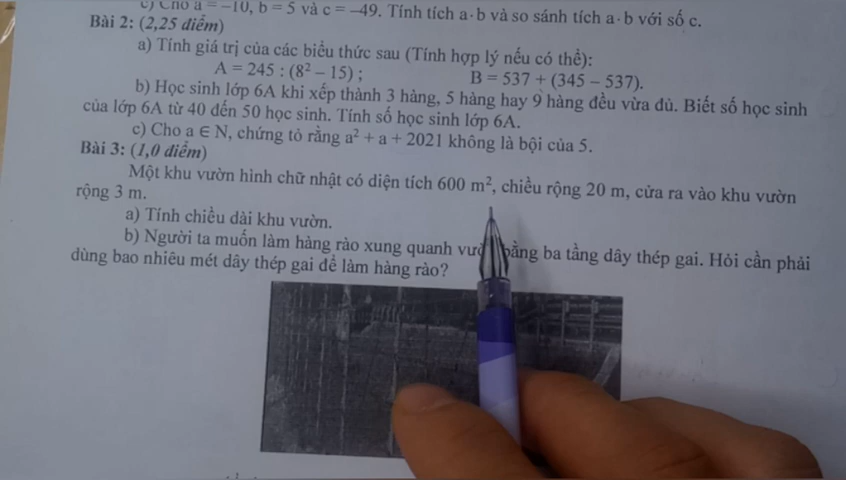 c) Cho a = –10, b = 5 và c = –49. Tính tích a·b và so sánh tích a·b với số c.
Bài 2: (2,25 điểm)
a) Tính giá trị của các biểu thức sau (Tính hợp lý nếu có thể):
A = 245 : (8² – 15) ; B = 537 + (345 – 537).
b) Học sinh lớp 6A khi xếp thành 3 hàng, 5 hàng hay 9 hàng đều vừa đủ. Biết số học sinh
của lớp 6A từ 40 đến 50 học sinh. Tính số học sinh lớp 6A.
c) Cho a ∈ N, chứng tỏ rằng a² + a + 2021 không là bội của 5.
Bài 3: (1,0 điểm)
Một khu vườn hình chữ nhật có diện tích 600 m², chiều rộng 20 m, cửa ra vào khu vườn
rộng 3 m.
a) Tính chiều dài khu vườn.
b) Người ta muốn làm hàng rào xung quanh bằng ba tầng dây thép gai. Hỏi cần phải
dùng bao nhiêu mét dây thép gai để làm hàng rào?